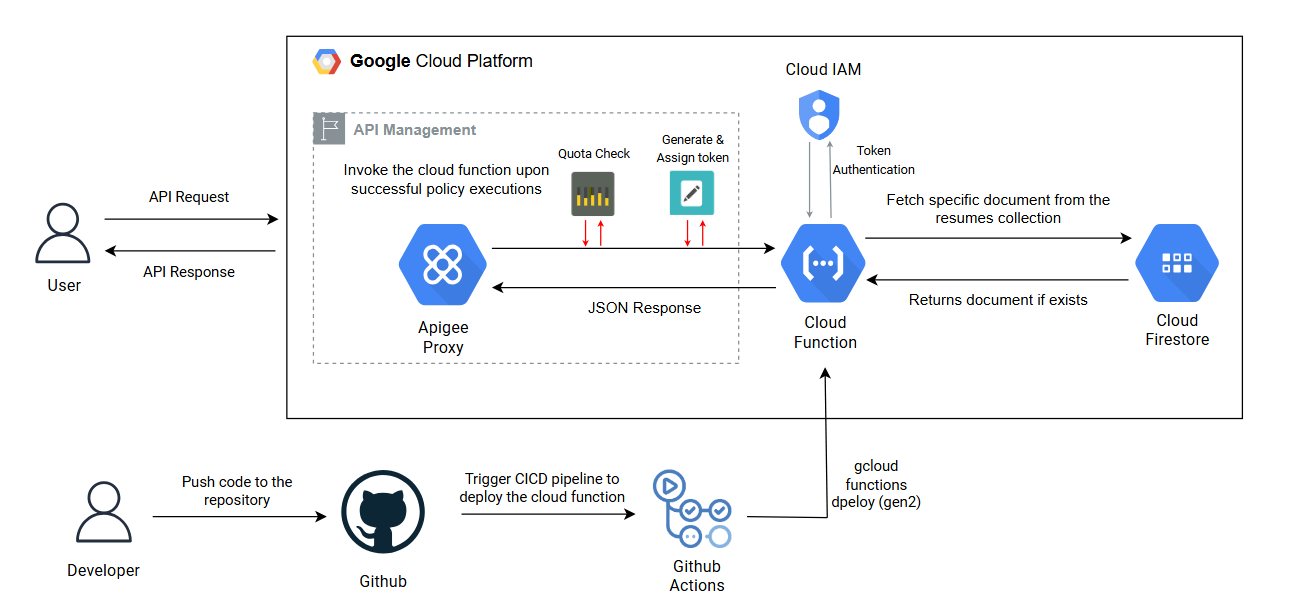 Google Cloud Platform
Cloud IAM
API Management
Quota Check
Generate &
Assign token
Token
Authentication
Invoke the cloud function upon
successful policy executions
API Request
Fetch specific document from the
resumes collection
API Response
User
JSON Response
Returns document if exists
Apigee
Proxy
Cloud
Function
Cloud
Firestore
Push code to the
repository
Trigger CICD pipeline to
deploy the cloud function
gcloud
functions
dpeloy (gen2)
Developer
Github
Github
Actions